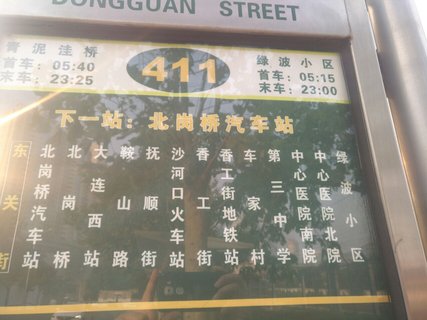 DONGGUAN STREET
青泥洼桥
首车：05:40
末车：23:25
411
绿波小区
首车：05:15
末车：23:00
下一站：北岗桥汽车站
东关街
北岗桥汽车站
北岗桥
大连西站
鞍山路
抚顺街
沙河口火车站
香工街
香工街地铁站
车家村
第三中学
中心医院南院
中心医院北院
绿波小区